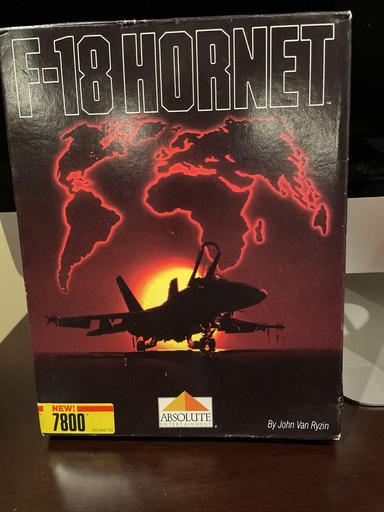 F-18 HORNET
NEW!
7800
ABSOLUTE
ENTERTAINMENT
By John Van Ryzin